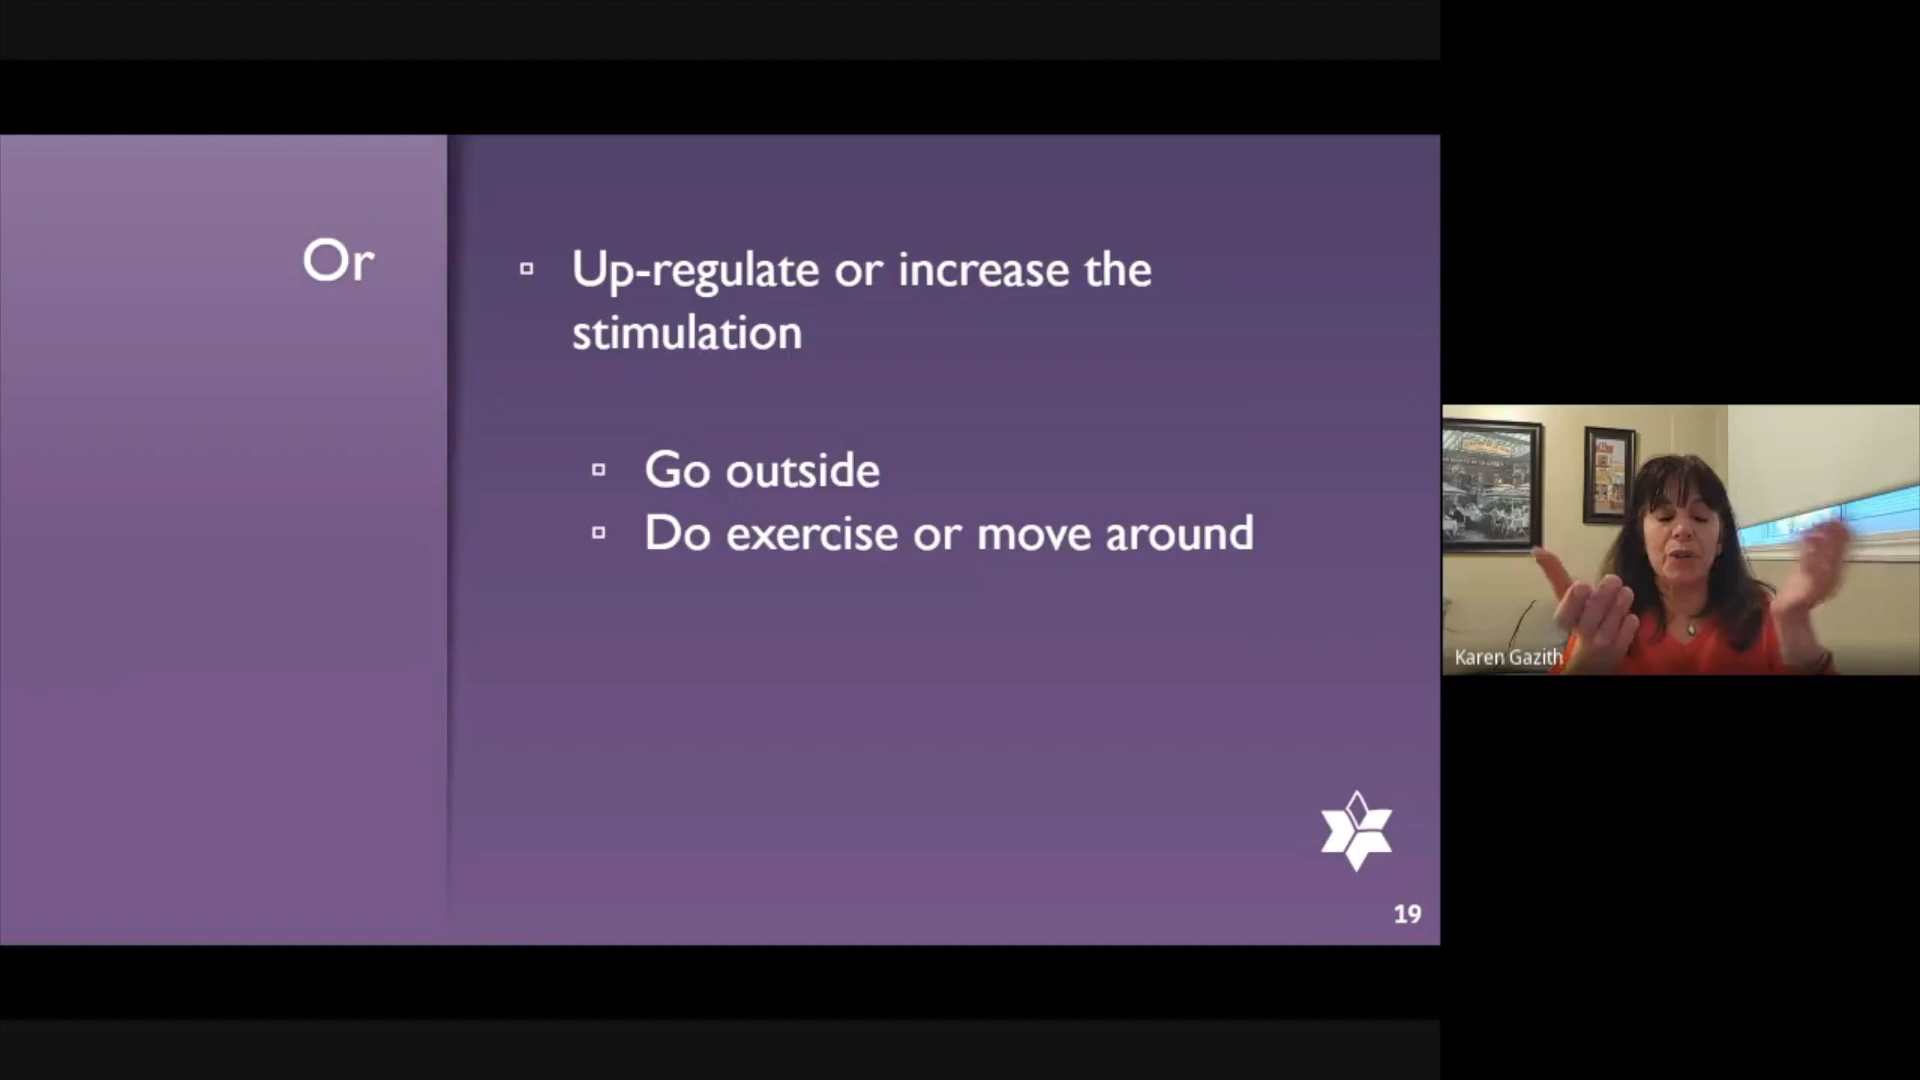 Or
Up-regulate or increase the
stimulation
Go outside
Do exercise or move around
19
Karen Gazith